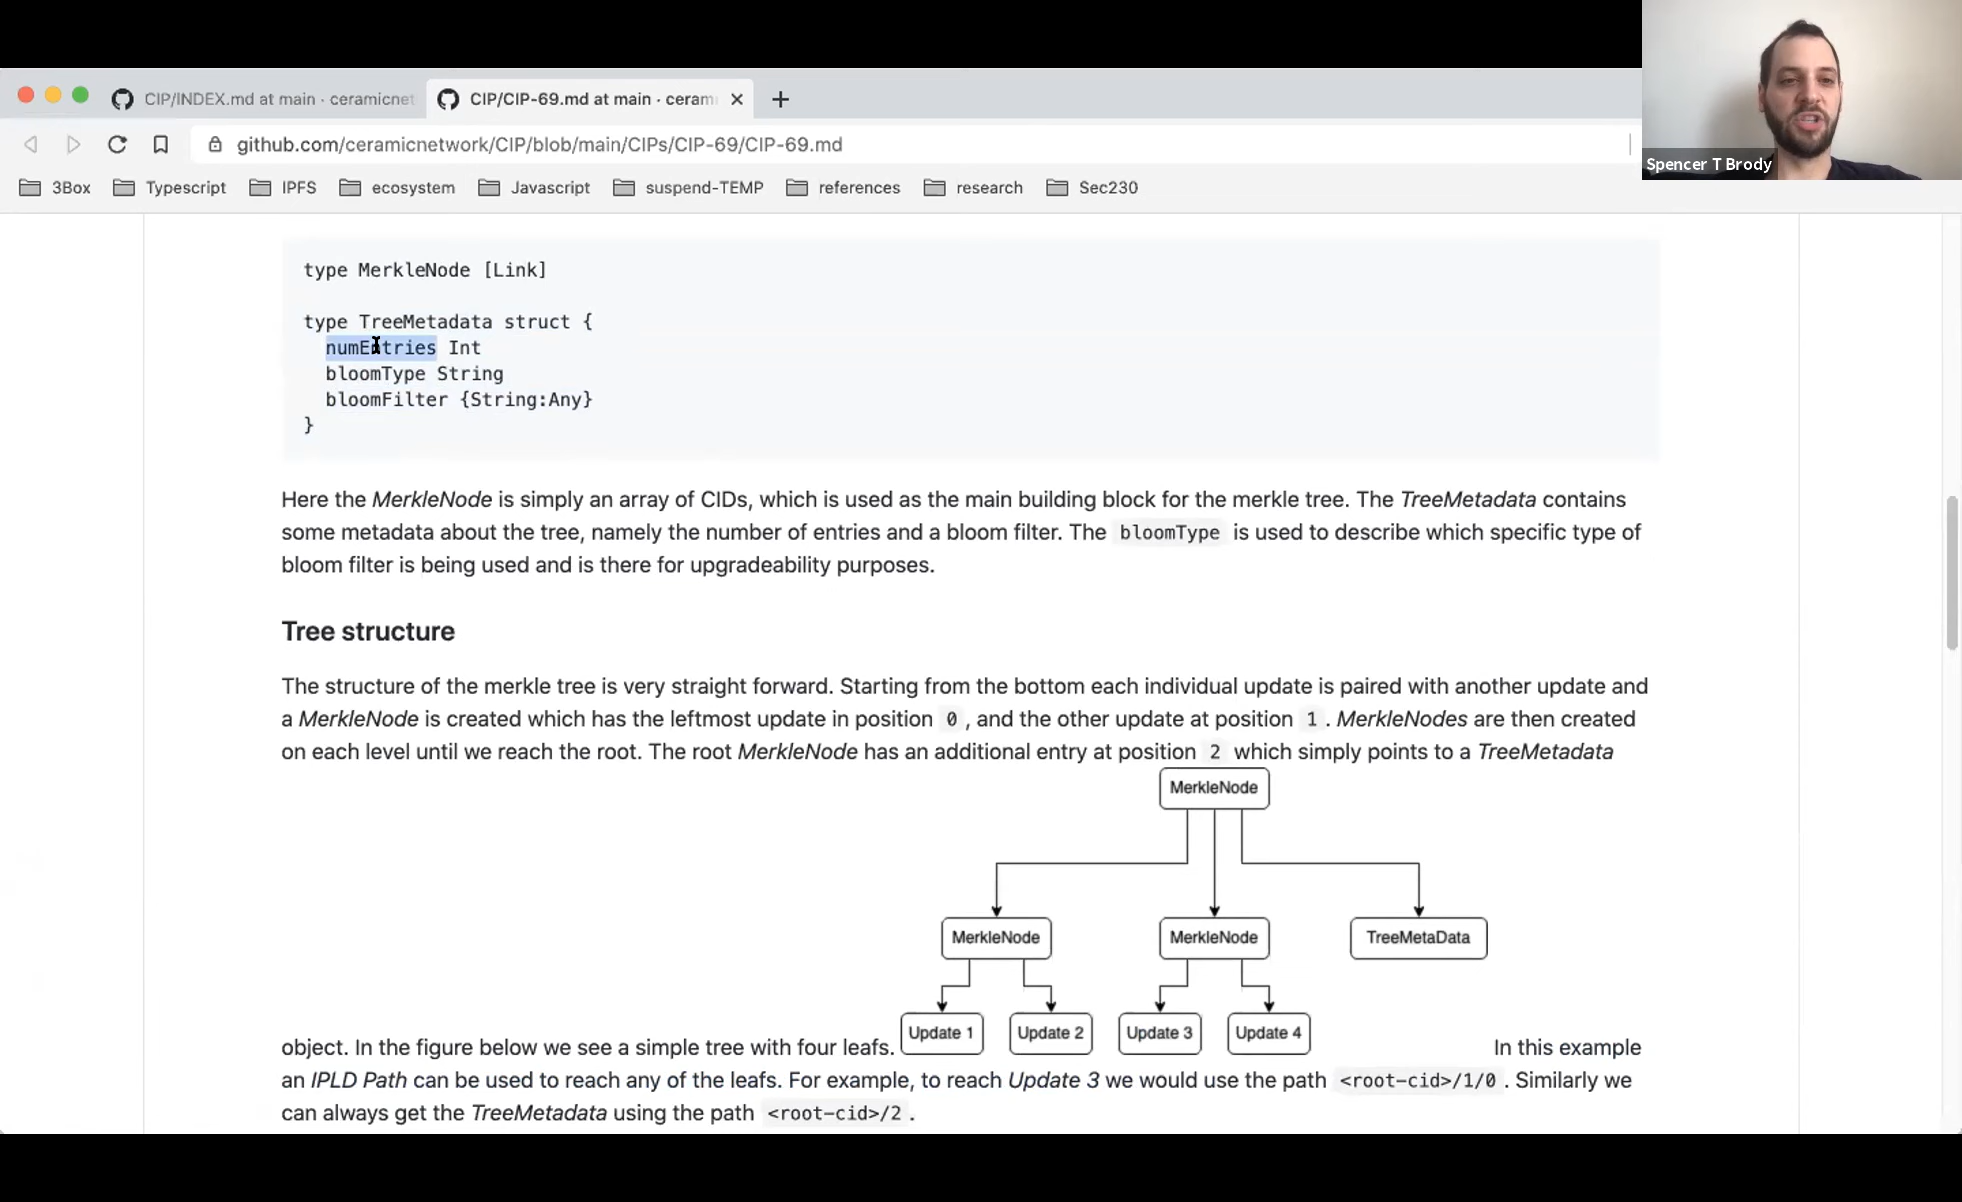 CIP/INDEX.md at main · ceramicnet
CIP/CIP-69.md at main · ceram
github.com/ceramicnetwork/CIP/blob/main/CIPs/CIP-69/CIP-69.md
3Box Typescript IPFS ecosystem Javascript suspend-TEMP references research Sec230
Spencer T Brody
type MerkleNode [Link]
type TreeMetadata struct {
numEntries Int
bloomType String
bloomFilter {String:Any}
}
Here the MerkleNode is simply an array of CIDs, which is used as the main building block for the merkle tree. The TreeMetadata contains
some metadata about the tree, namely the number of entries and a bloom filter. The bloomType is used to describe which specific type of
bloom filter is being used and is there for upgradeability purposes.
Tree structure
The structure of the merkle tree is very straight forward. Starting from the bottom each individual update is paired with another update and
a MerkleNode is created which has the leftmost update in position 0 , and the other update at position 1 . MerkleNodes are then created
on each level until we reach the root. The root MerkleNode has an additional entry at position 2 which simply points to a TreeMetadata
MerkleNode
MerkleNode MerkleNode TreeMetaData
Update 1 Update 2 Update 3 Update 4
object. In the figure below we see a simple tree with four leafs. In this example
an IPLD Path can be used to reach any of the leafs. For example, to reach Update 3 we would use the path <root-cid>/1/0 . Similarly we
can always get the TreeMetadata using the path <root-cid>/2 .